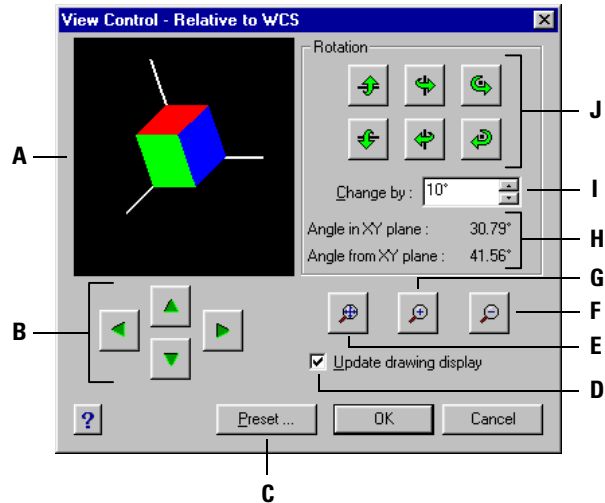 View Control - Relative to WCS
Rotation
J
A
Change by : 10°
I
Angle in XY plane : 30.79°
H
Angle from XY plane : 41.56°
G
B
F
E
Update drawing display
D
?
Preset ...
OK
Cancel
C